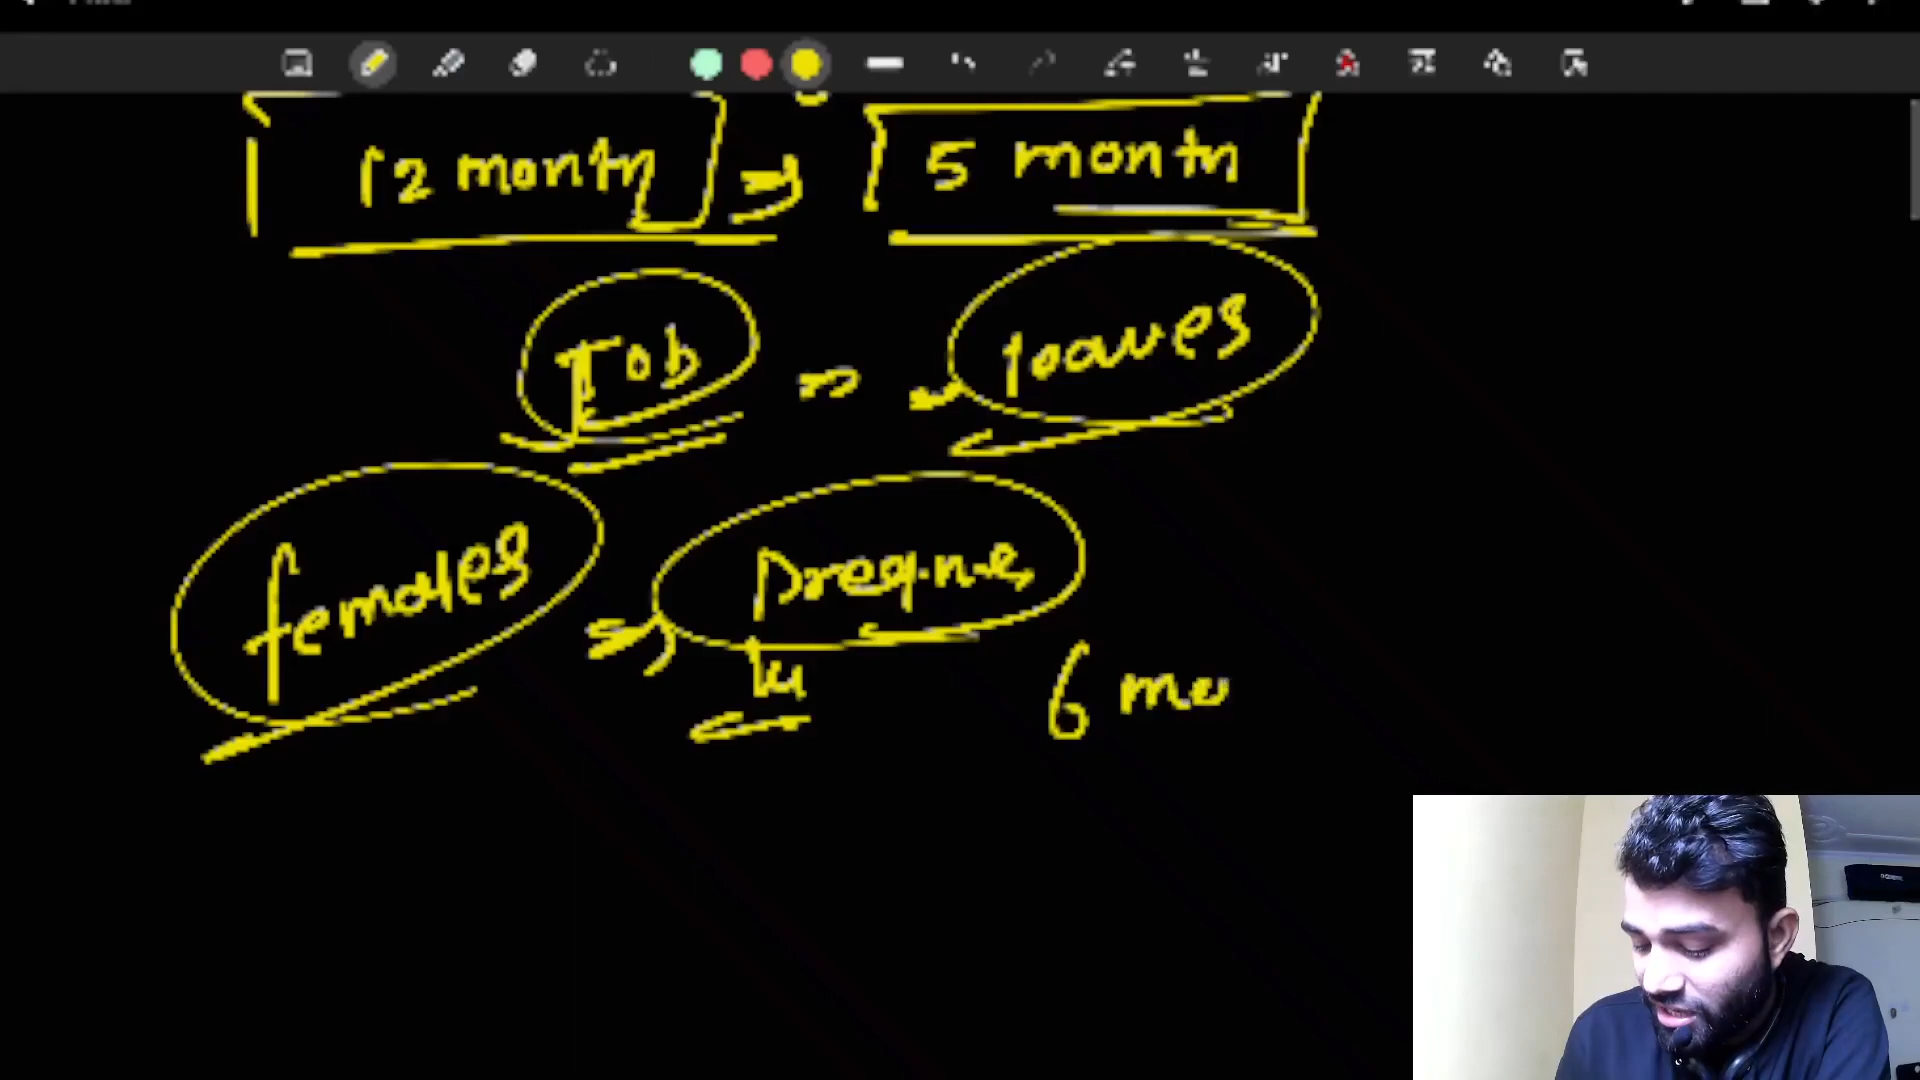 12 month => 5 month
Job => leaves
females => Pregne
6 mo